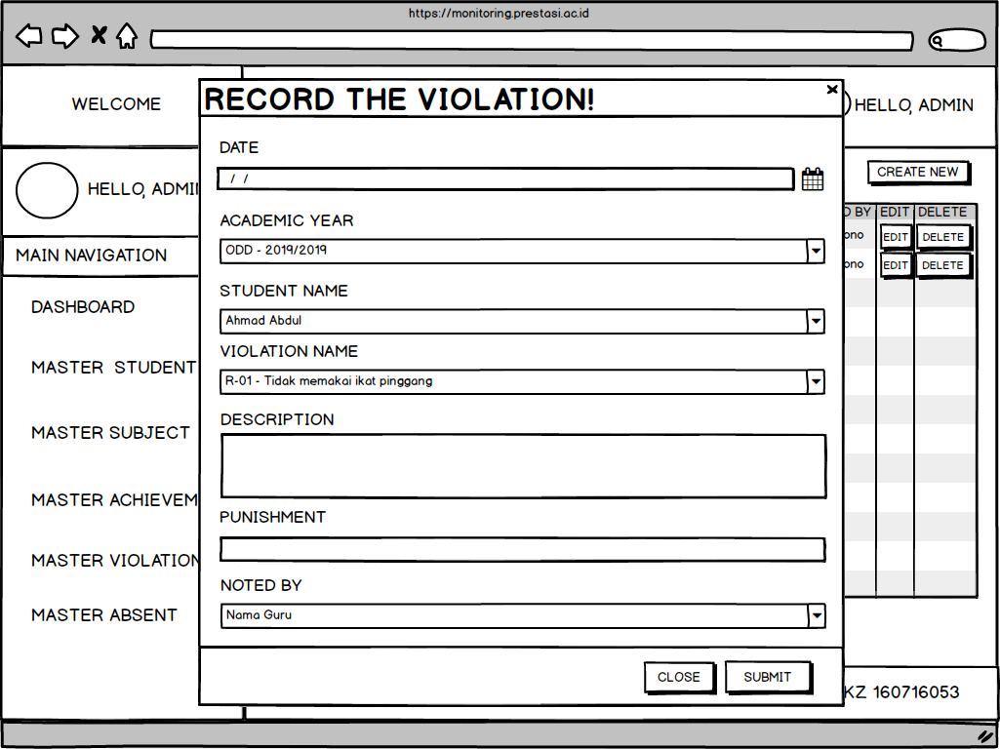 https://monitoring.prestasi.ac.id
WELCOME
HELLO, ADMIN
HELLO, ADMIN
MAIN NAVIGATION
DASHBOARD
MASTER  STUDENT
MASTER SUBJECT
MASTER ACHIEVEM
MASTER VIOLATION
MASTER ABSENT
RECORD THE VIOLATION!
DATE
/ /
ACADEMIC YEAR
ODD - 2019/2019
STUDENT NAME
Ahmad Abdul
VIOLATION NAME
R-01 - Tidak memakai ikat pinggang
DESCRIPTION
PUNISHMENT
NOTED BY
Nama Guru
CLOSE
SUBMIT
CREATE NEW
D BY EDIT DELETE
ono EDIT DELETE
ono EDIT DELETE
KZ 160716053